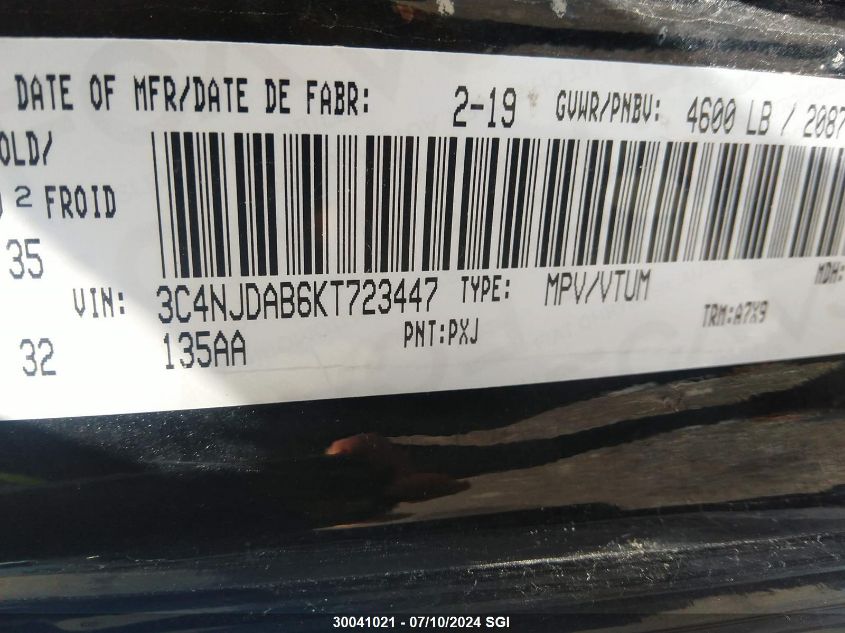 DATE OF MFR/DATE DE FABR: 2-19 GVWR/PNBV: 4600 LB / 2087
OLD/
2 FROID
35
VIN: 3C4NJDAB6KT723447 TYPE: MPV/VTUM MDH:
32 135AA PNT:PXJ TRM:A7X9
30041021 - 07/10/2024 SGI